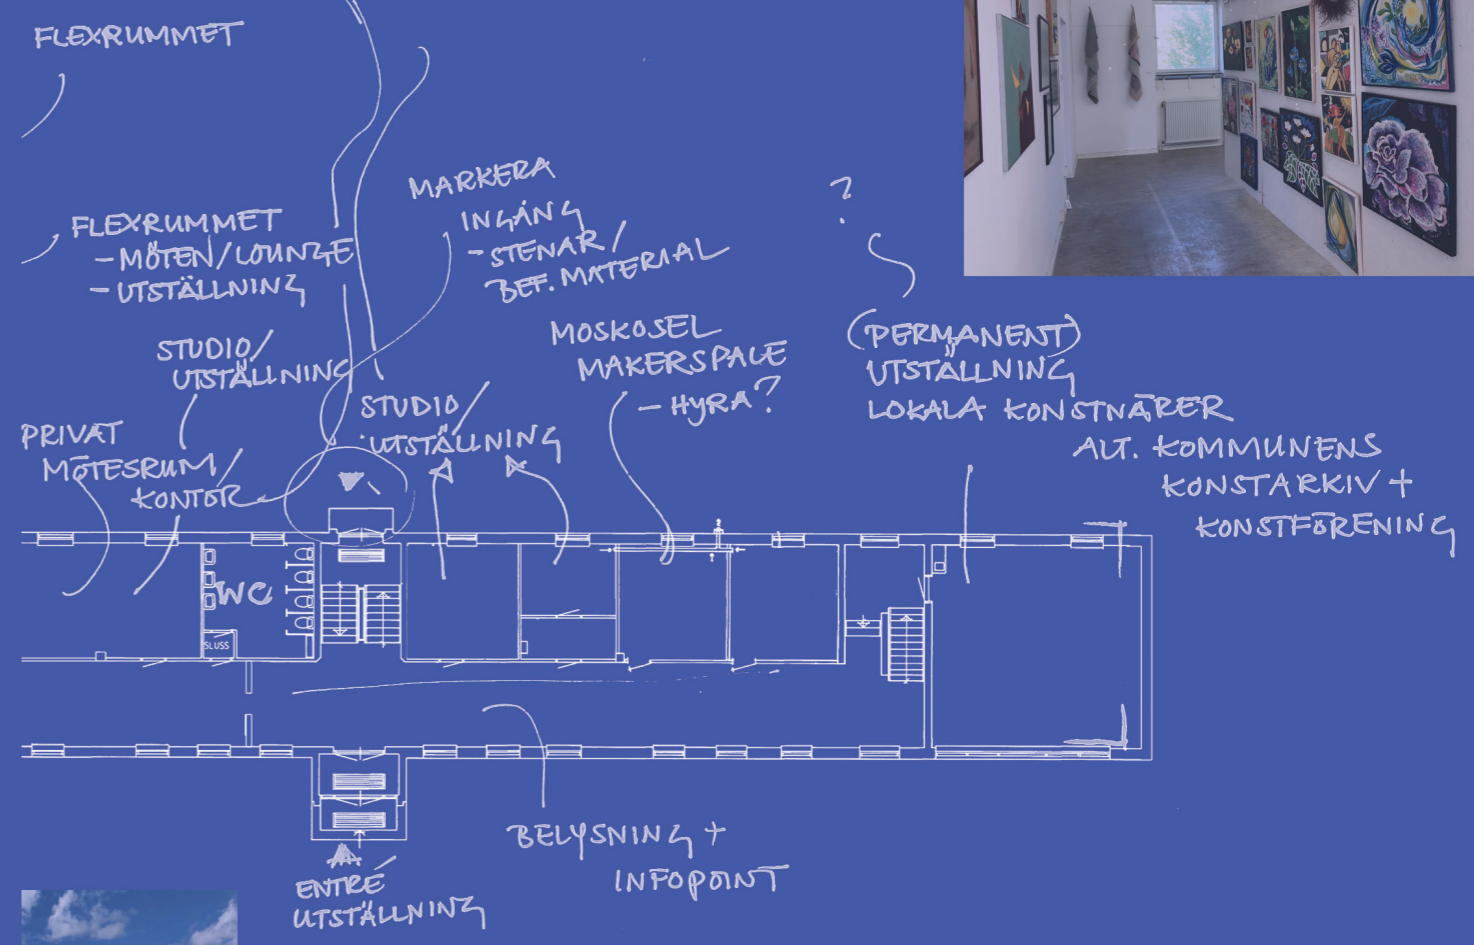 FLEXRUMMET
FLEXRUMMET
- MÖTEN/LOUNGE
- UTSTÄLLNING
MARKERA
INGÅNG
- STENAR/
BEF. MATERIAL
?
STUDIO/
UTSTÄLLNING
PRIVAT
MÖTESRUM/
KONTOR
STUDIO/
UTSTÄLLNING
MOSKOSEL
MAKERSPALE
- HYRA?
(PERMANENT)
UTSTÄLLNING
LOKALA KONSTNÄRER
ALT. KOMMUNENS
KONSTARKIV +
KONSTFÖRENING
WC
SLUSS
BELYSNING +
INFOPOINT
ENTRÉ
UTSTÄLLNING